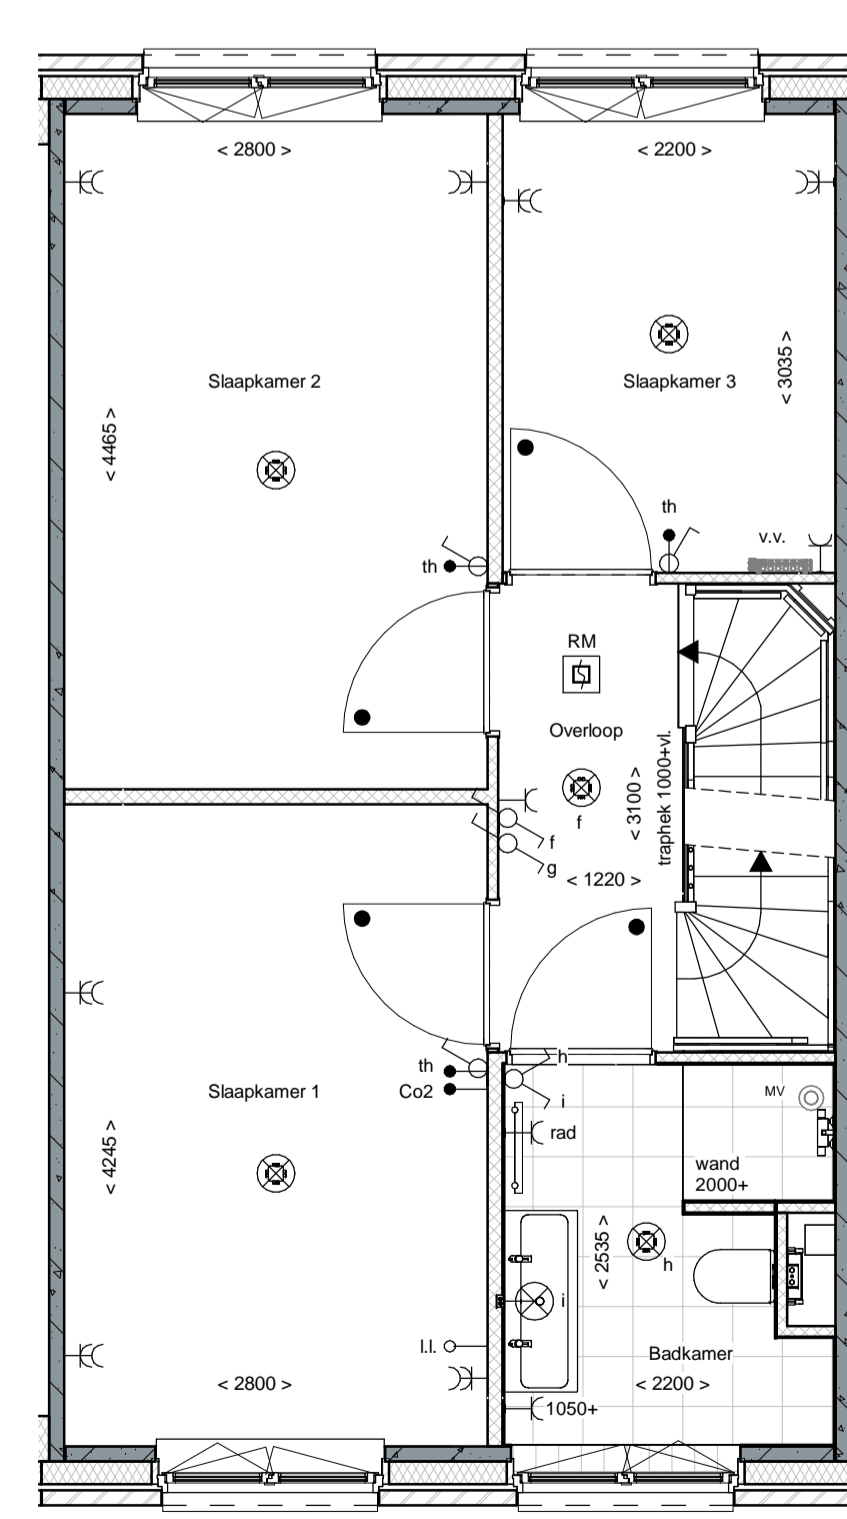 < 2800 >
< 2200 >
< 3035 >
Slaapkamer 2
Slaapkamer 3
< 4465 >
th
v.v.
th
RM
Overloop
traphek 1000+vl.
< 3100 >
f
f
g
< 1220 >
h
th
Co2
i
Slaapkamer 1
MV
rad
< 4245 >
wand
2000+
< 2535 >
h
i
l.l.
Badkamer
< 2800 >
< 2200 >
1050+